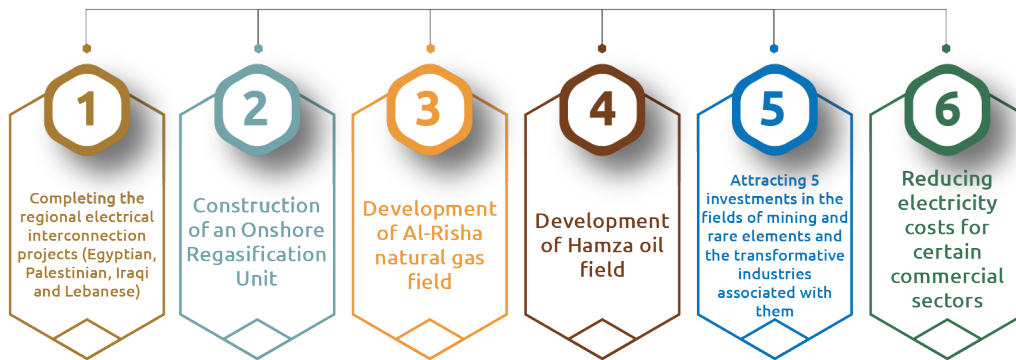 1
Completing the
regional electrical
interconnection
projects (Egyptian,
Palestinian, Iraqi
and Lebanese)
2
Construction
of an Onshore
Regasification
Unit
3
Development
of Al-Risha
natural gas
field
4
Development
of Hamza oil
field
5
Attracting 5
investments in the
fields of mining and
rare elements and
the transformative
industries
associated with
them
6
Reducing
electricity
costs for
certain
commercial
sectors